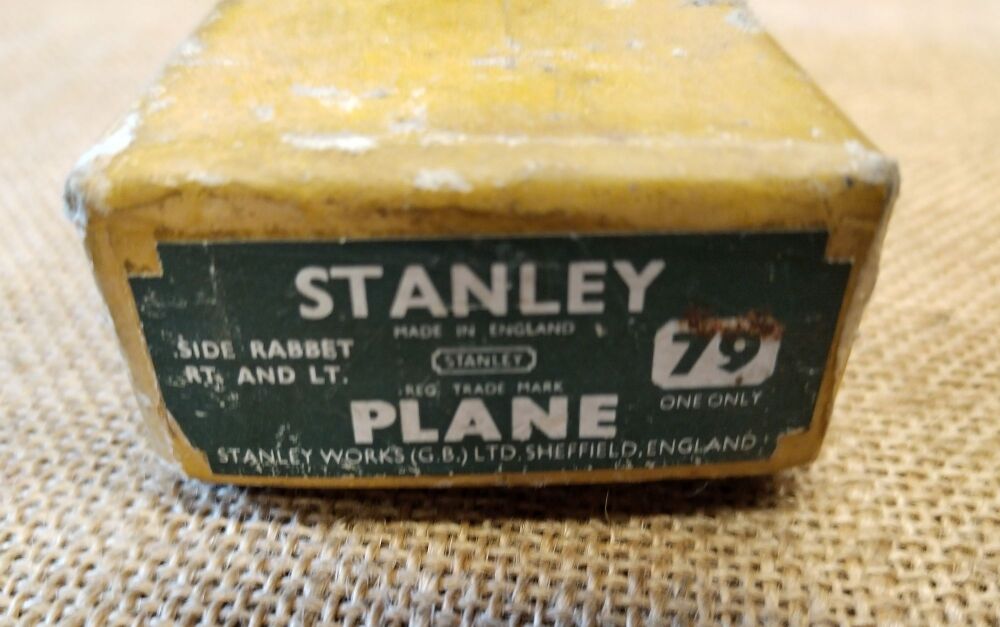 STANLEY
MADE IN ENGLAND
SIDE RABBET
RT. AND LT.
STANLEY
REG. TRADE MARK
79
ONE ONLY
PLANE
STANLEY WORKS (G.B.) LTD. SHEFFIELD, ENGLAND